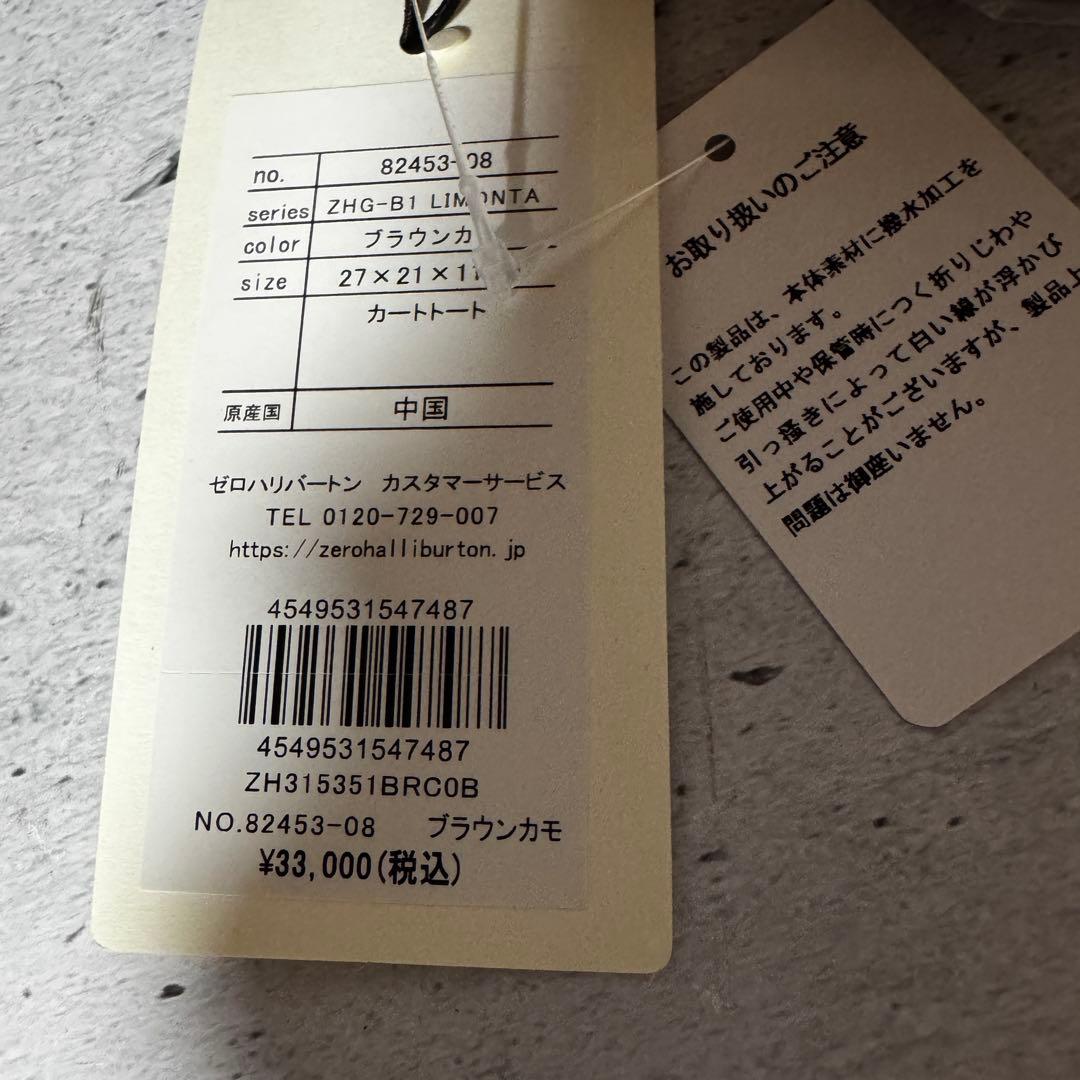 no. 82453-08
series ZHG-B1 LIMONTA
color ブラウンカ
size 27×21×11
カートトート
原産国 中国
ゼロハリバートン カスタマーサービス
TEL 0120-729-007
https://zerohalliburton.jp
4549531547487
4549531547487
ZH315351BRC0B
NO.82453-08 ブラウンカモ
¥33,000(税込)
お取り扱いのご注意
この製品は、本体素材に撥水加工を
施しております。
ご使用中や保管時につく折りじわや
引っ掻きによって白い線が浮かび
上がることがございますが、製品上
問題は御座いません。